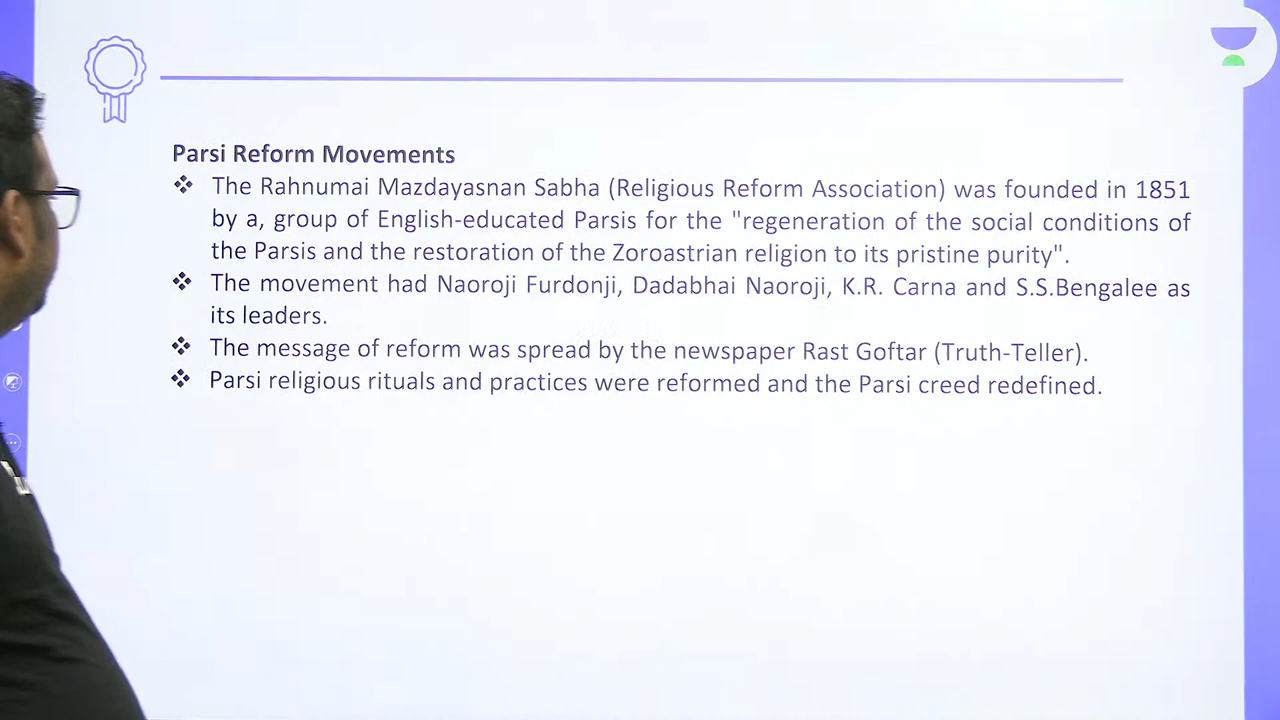 Parsi Reform Movements
❖ The Rahnumai Mazdayasnan Sabha (Religious Reform Association) was founded in 1851
by a, group of English-educated Parsis for the "regeneration of the social conditions of
the Parsis and the restoration of the Zoroastrian religion to its pristine purity".
❖ The movement had Naoroji Furdonji, Dadabhai Naoroji, K.R. Carna and S.S.Bengalee as
its leaders.
❖ The message of reform was spread by the newspaper Rast Goftar (Truth-Teller).
❖ Parsi religious rituals and practices were reformed and the Parsi creed redefined.